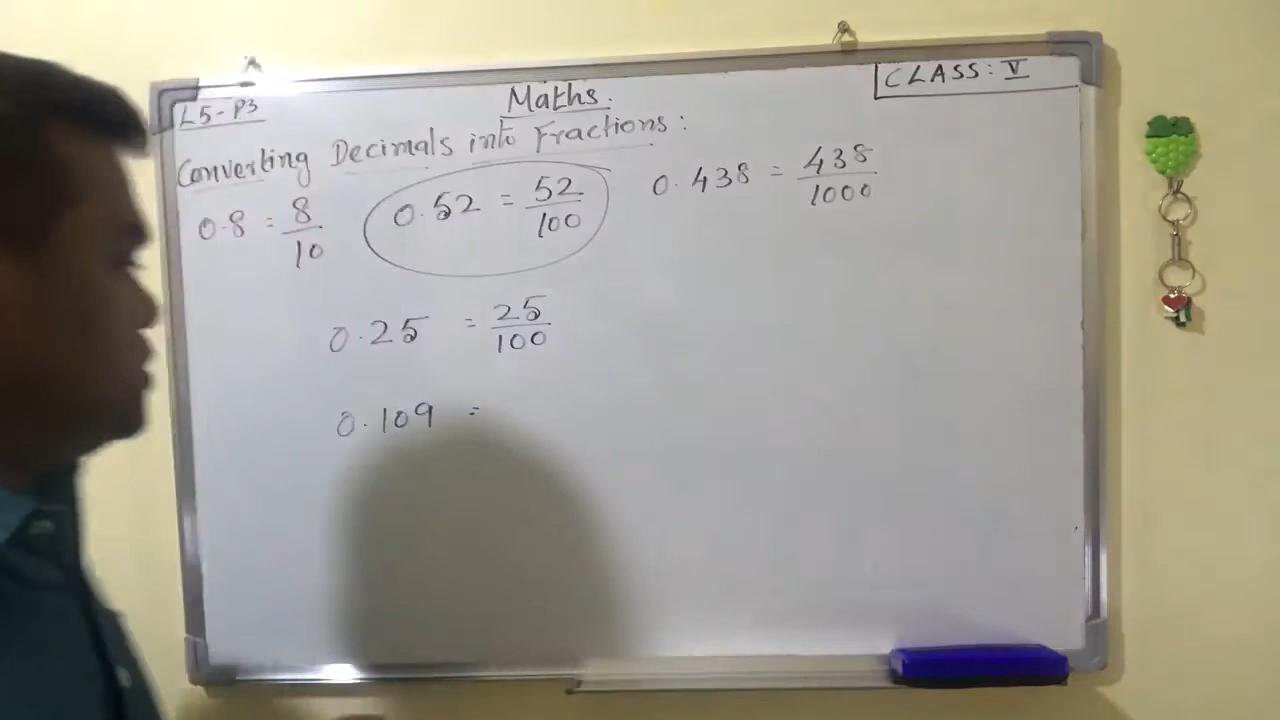 L5-P3
Maths.
CLASS: V
Converting Decimals into Fractions:
0.8 = 8/10
0.52 = 52/100
0.438 = 438/1000
0.25 = 25/100
0.109 =